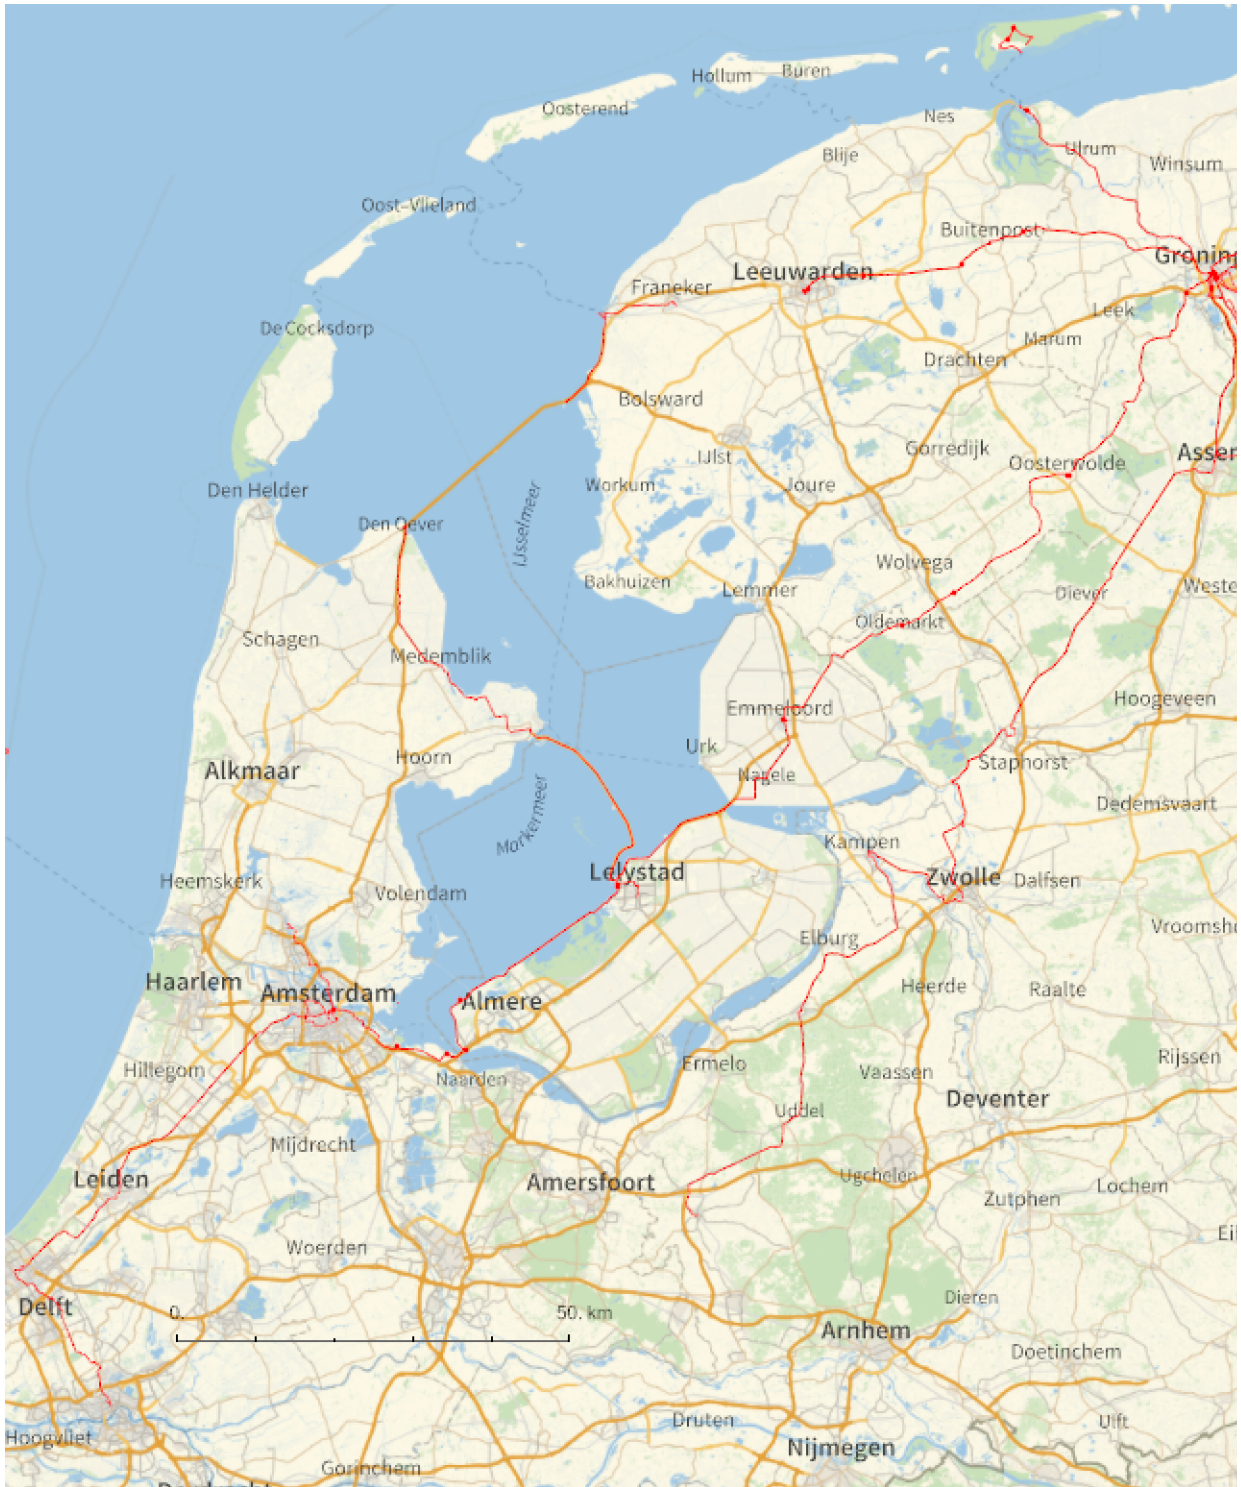 Hollum
Buren
Oosterend
Nes
Ulrum
Blije
Winsum
Oost-Vlieland
Buitenpost
Leeuwarden
Franeker
Leek
De Cocksdorp
Marum
Drachten
Bolsward
Gorredijk
IJlst
Oosterwolde
Workum
Joure
Den Helder
Den Oever
IJsselmeer
Wolvega
Bakhuizen
Lemmer
Diever
Oldemarkt
Schagen
Medemblik
Hoogeveen
Emmeloord
Urk
Hoorn
Staphorst
Alkmaar
Nagele
Dedemsvaart
Markermeer
Kampen
Lelystad
Zwolle
Dalfsen
Heemskerk
Volendam
Elburg
Haarlem
Amsterdam
Almere
Heerde
Raalte
Rijssen
Ermelo
Hillegom
Naarden
Vaassen
Deventer
Uddel
Mijdrecht
Leiden
Amersfoort
Ugchelen
Lochem
Zutphen
Woerden
Dieren
Delft
0.
50. km
Arnhem
Doetinchem
Druten
Ulft
Hoogvliet
Nijmegen
Gorinchem